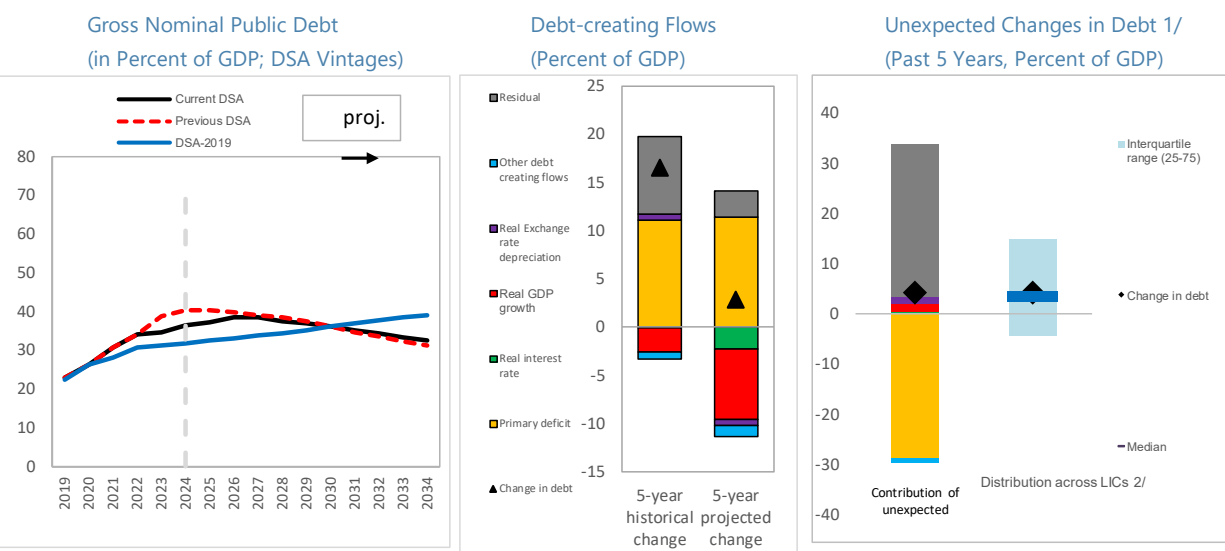 Gross Nominal Public Debt
(in Percent of GDP; DSA Vintages)
Current DSA
Previous DSA
DSA-2019
proj.
80
70
60
50
40
30
20
10
0
2019
2020
2021
2022
2023
2024
2025
2026
2027
2028
2029
2030
2031
2032
2033
2034
Debt-creating Flows
(Percent of GDP)
Residual
Other debt
creating flows
Real Exchange
rate
depreciation
Real GDP
growth
Real interest
rate
Primary deficit
Change in debt
25
20
15
10
5
0
-5
-10
-15
5-year
historical
change
5-year
projected
change
Unexpected Changes in Debt 1/
(Past 5 Years, Percent of GDP)
40
30
20
10
0
-10
-20
-30
-40
Interquartile
range (25-75)
Change in debt
Median
Contribution of
unexpected
Distribution across LICs 2/